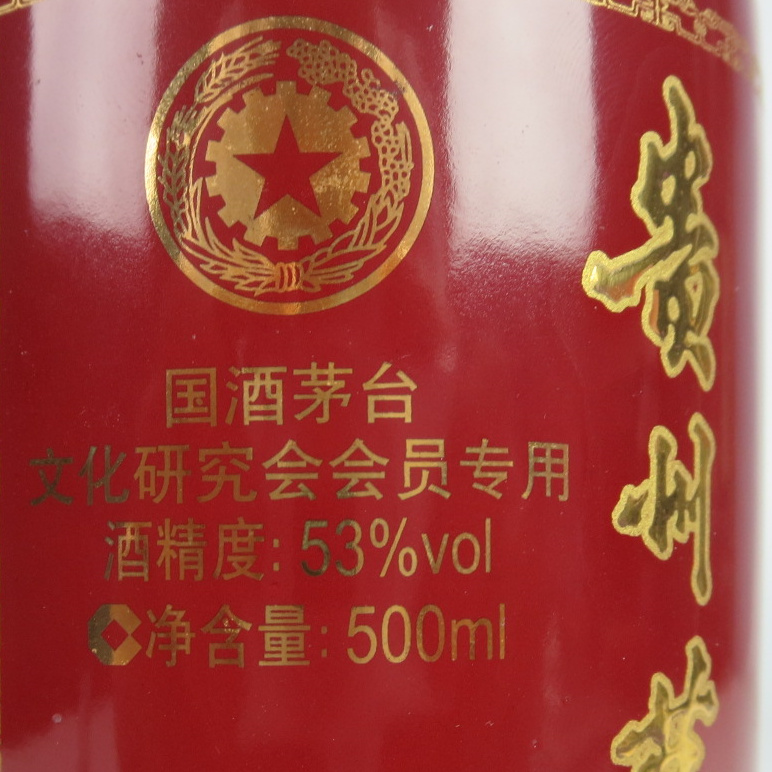 国酒茅台
文化研究会会员专用
酒精度: 53%vol
净含量: 500ml
贵州茅